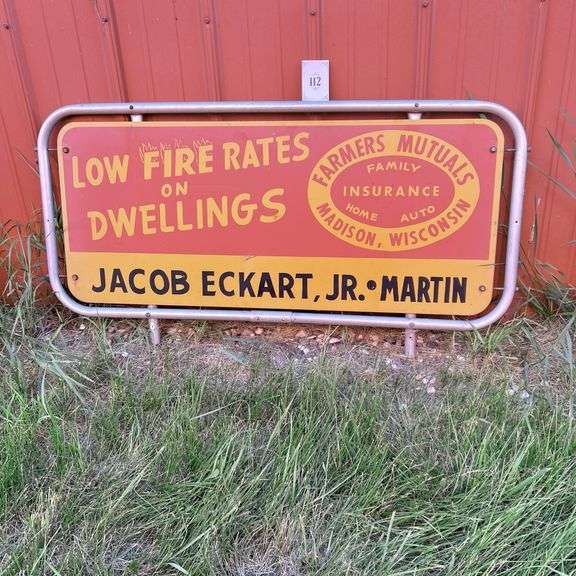 112
LOW FIRE RATES
ON
DWELLINGS
FARMERS MUTUALS
FAMILY
INSURANCE
HOME AUTO
MADISON, WISCONSIN
JACOB ECKART, JR. • MARTIN